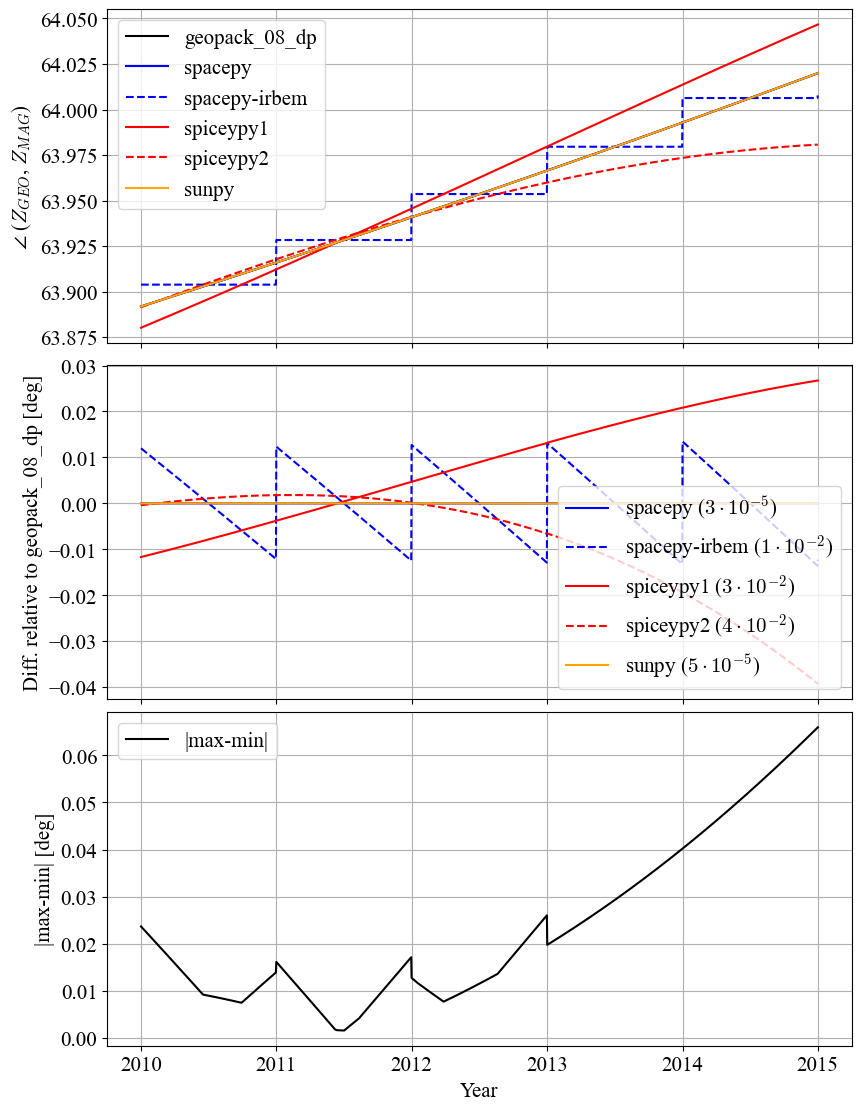 64.050
64.025
64.000
63.975
63.950
63.925
63.900
63.875
∠ (Z_GEO, Z_MAG)
geopack_08_dp
spacepy
spacepy-irbem
spiceypy1
spiceypy2
sunpy
0.03
0.02
0.01
0.00
−0.01
−0.02
−0.03
−0.04
Diff. relative to geopack_08_dp [deg]
spacepy (3 · 10⁻⁵)
spacepy-irbem (1 · 10⁻²)
spiceypy1 (3 · 10⁻²)
spiceypy2 (4 · 10⁻²)
sunpy (5 · 10⁻⁵)
0.06
0.05
0.04
0.03
0.02
0.01
0.00
|max-min| [deg]
|max-min|
2010 2011 2012 2013 2014 2015
Year